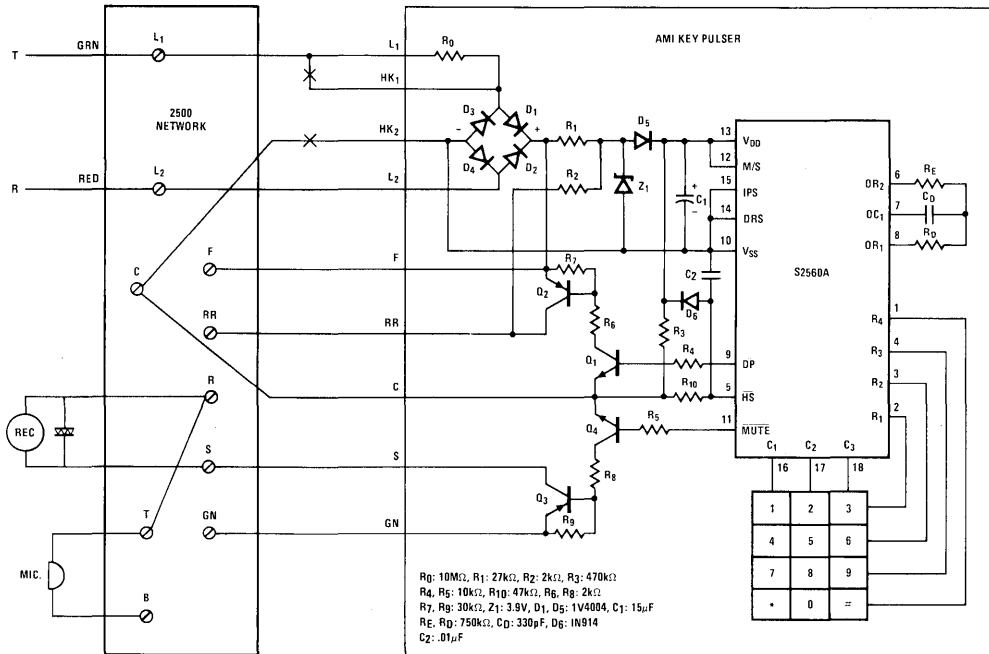 AMI KEY PULSER
2500
NETWORK
T
GRN
L1
L1
R0
HK1
HK2
R
RED
L2
L2
D3
D1
D4
D2
-
+
R1
R2
D5
Z1
C1
+
-
13
VDD
12
M/S
15
IPS
14
DRS
10
VSS
C2
D6
R3
S2560A
OR2
6
RE
OC1
7
CD
OR1
8
RD
C
F
F
R7
Q2
RR
RR
R6
Q1
R4
9
DP
R10
5
HS
R
C
Q4
R5
11
MUTE
1
R4
4
R3
3
R2
2
R1
REC
S
S
R8
Q3
T
GN
GN
R9
MIC.
B
C1
C2
C3
16
17
18
1
2
3
4
5
6
7
8
9
*
0
=
R0: 10MΩ, R1: 27kΩ, R2: 2kΩ, R3: 470kΩ
R4, R5: 10kΩ, R10: 47kΩ, R6, R8: 2kΩ
R7, R9: 30kΩ, Z1: 3.9V, D1, D5: 1V4004, C1: 15μF
RE, RD: 750kΩ, CD: 330pF, D6: IN914
C2: .01μF